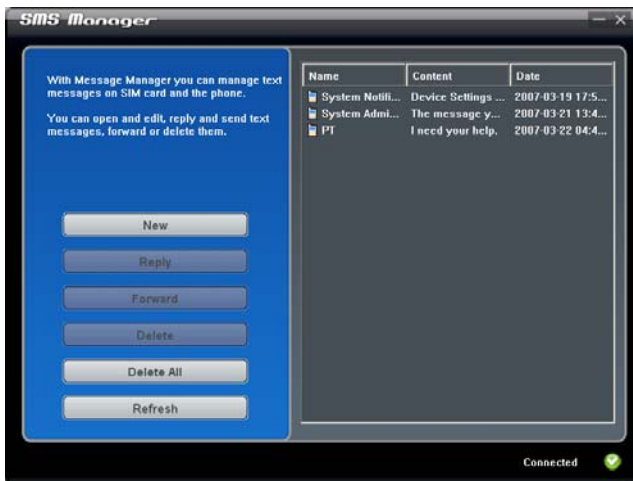 SMS Manager
With Message Manager you can manage text
messages on SIM card and the phone.
You can open and edit, reply and send text
messages, forward or delete them.
New
Reply
Forward
Delete
Delete All
Refresh
Name Content Date
System Notifi... Device Settings ... 2007-03-19 17:5...
System Admi... The message y... 2007-03-21 13:4...
PT I need your help. 2007-03-22 04:4...
Connected